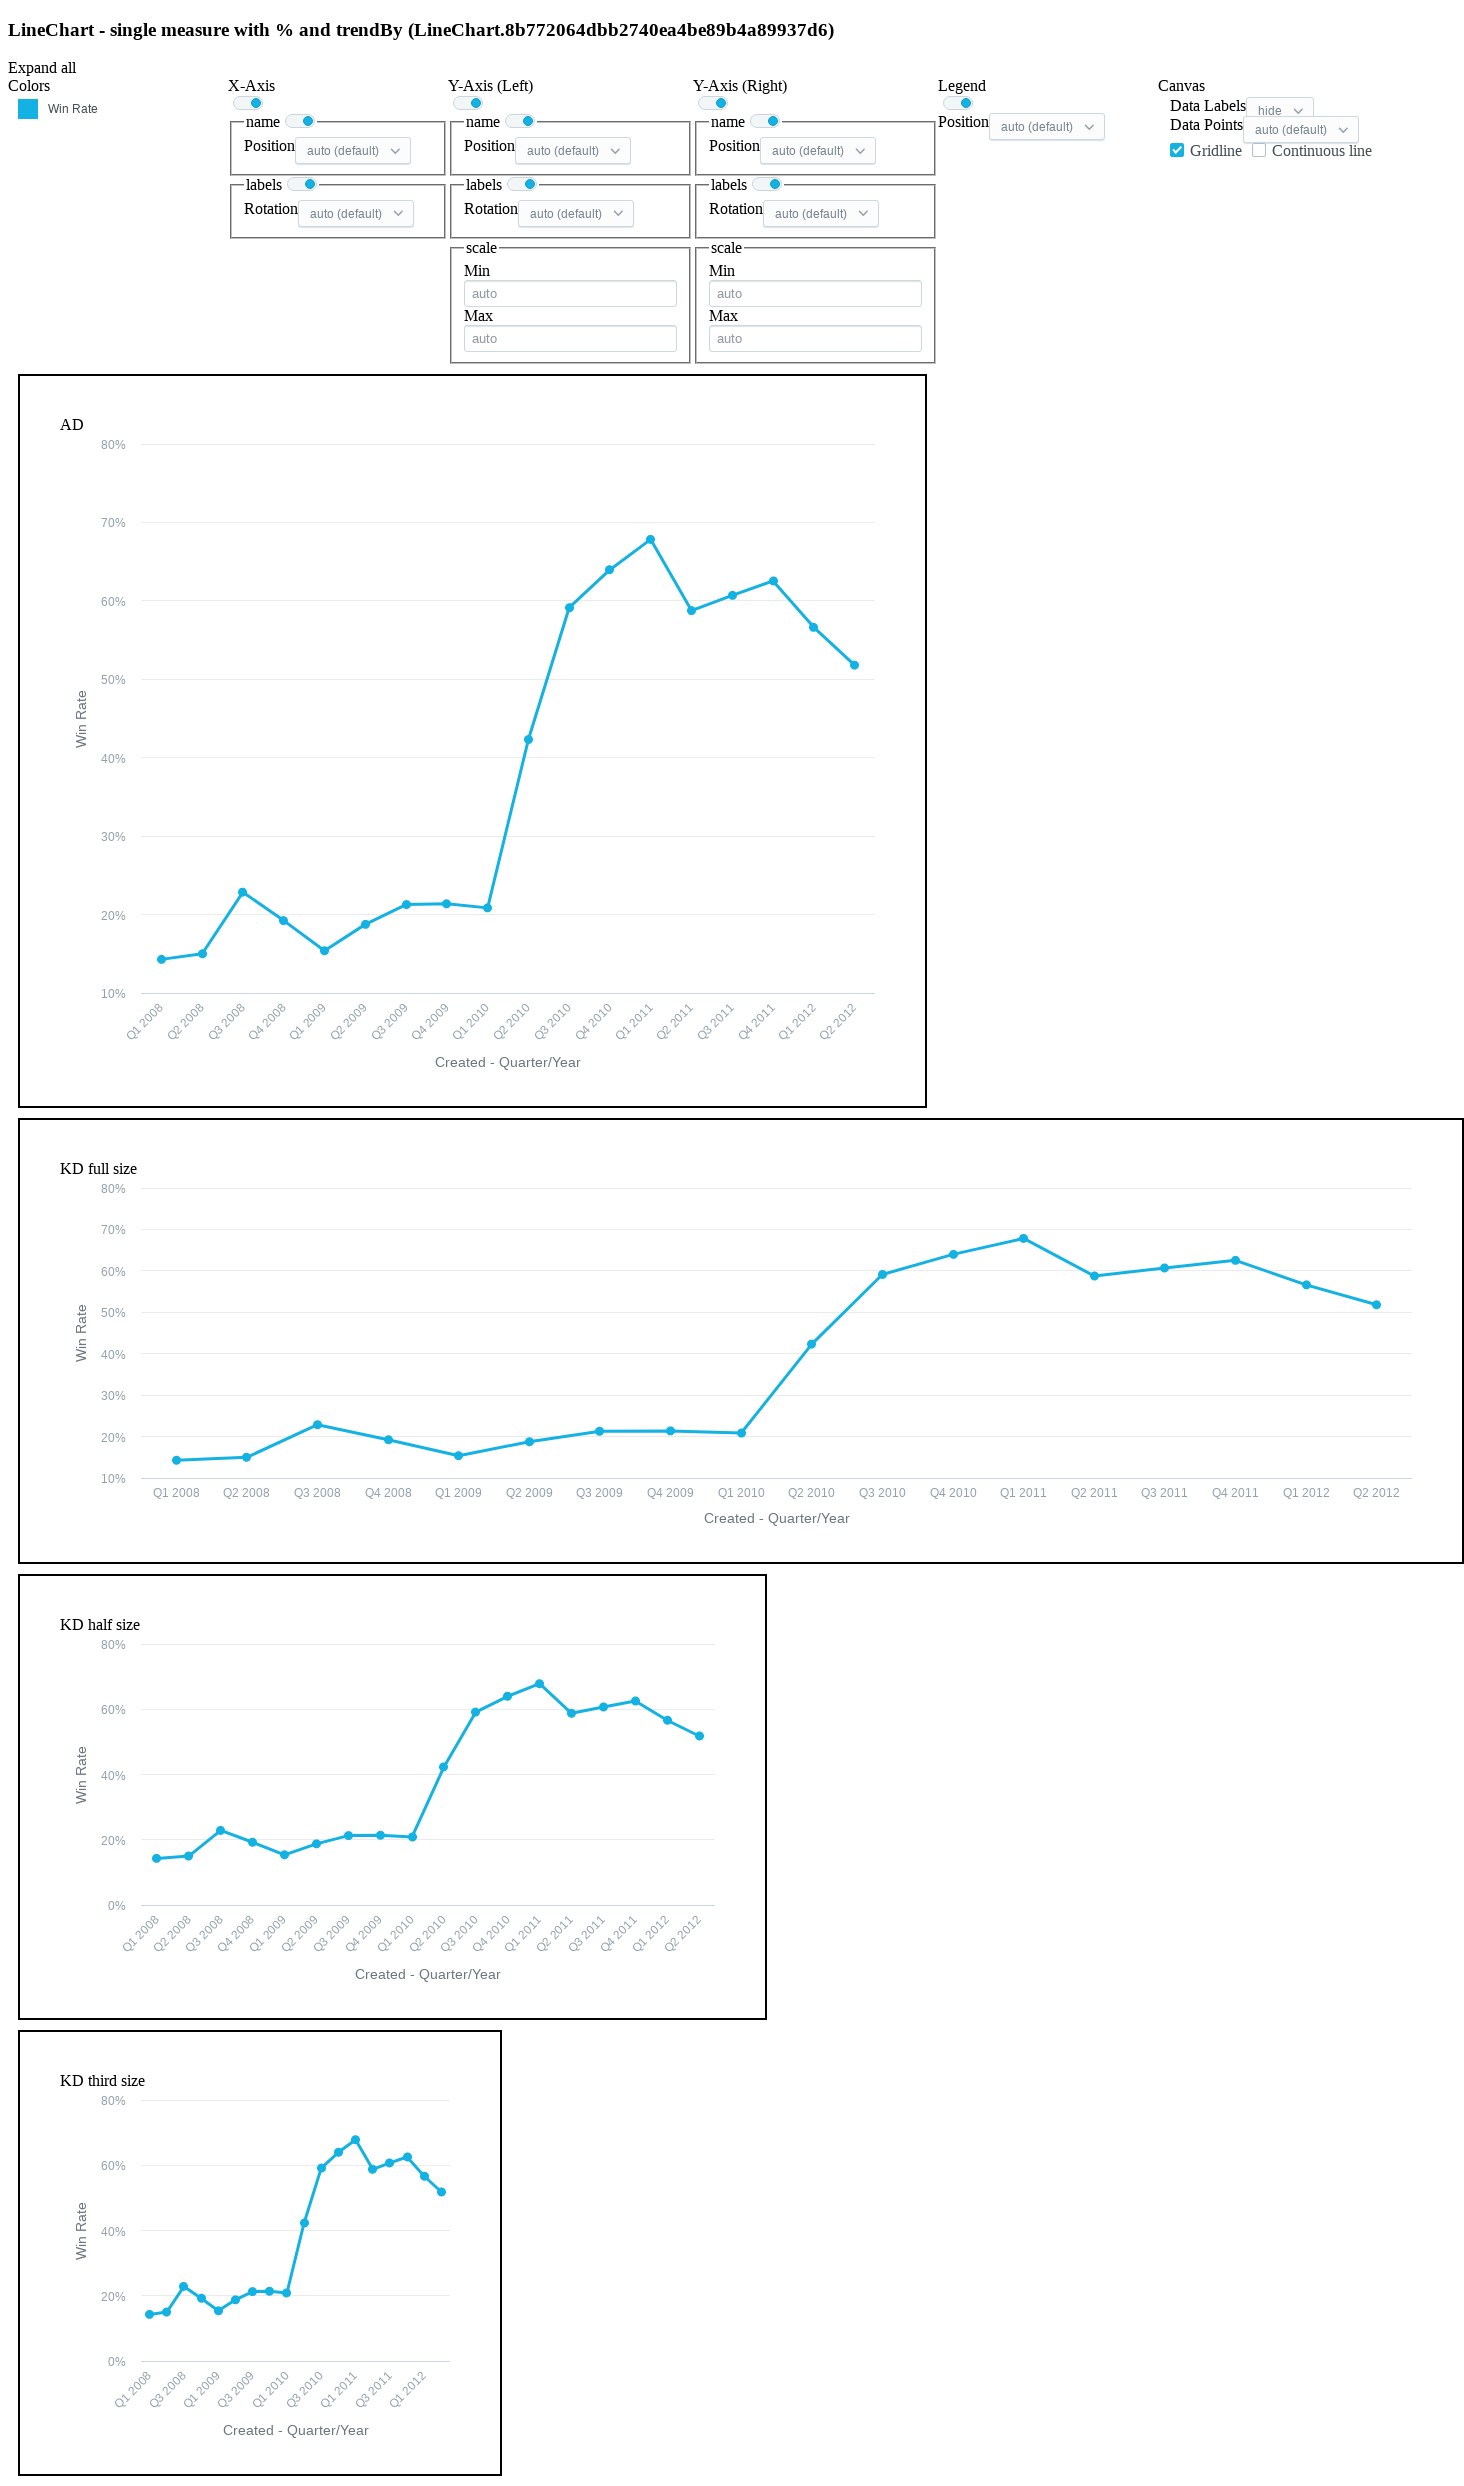 LineChart - single measure with % and trendBy (LineChart.8b772064dbb2740ea4be89b4a89937d6)
Expand all
Colors
Win Rate
X-Axis
name
Position auto (default)
labels
Rotation auto (default)
Y-Axis (Left)
name
Position auto (default)
labels
Rotation auto (default)
scale
Min
auto
Max
auto
Y-Axis (Right)
name
Position auto (default)
labels
Rotation auto (default)
scale
Min
auto
Max
auto
Legend
Position auto (default)
Canvas
Data Labels hide
Data Points auto (default)
Gridline Continuous line
AD
80%
70%
60%
50%
40%
30%
20%
10%
Win Rate
Q1 2008 Q2 2008 Q3 2008 Q4 2008 Q1 2009 Q2 2009 Q3 2009 Q4 2009 Q1 2010 Q2 2010 Q3 2010 Q4 2010 Q1 2011 Q2 2011 Q3 2011 Q4 2011 Q1 2012 Q2 2012
Created - Quarter/Year
KD full size
80%
70%
60%
50%
40%
30%
20%
10%
Win Rate
Q1 2008 Q2 2008 Q3 2008 Q4 2008 Q1 2009 Q2 2009 Q3 2009 Q4 2009 Q1 2010 Q2 2010 Q3 2010 Q4 2010 Q1 2011 Q2 2011 Q3 2011 Q4 2011 Q1 2012 Q2 2012
Created - Quarter/Year
KD half size
80%
60%
40%
20%
0%
Win Rate
Q1 2008 Q2 2008 Q3 2008 Q4 2008 Q1 2009 Q2 2009 Q3 2009 Q4 2009 Q1 2010 Q2 2010 Q3 2010 Q4 2010 Q1 2011 Q2 2011 Q3 2011 Q4 2011 Q1 2012 Q2 2012
Created - Quarter/Year
KD third size
80%
60%
40%
20%
0%
Win Rate
Q1 2008 Q3 2008 Q1 2009 Q3 2009 Q1 2010 Q3 2010 Q1 2011 Q3 2011 Q1 2012
Created - Quarter/Year